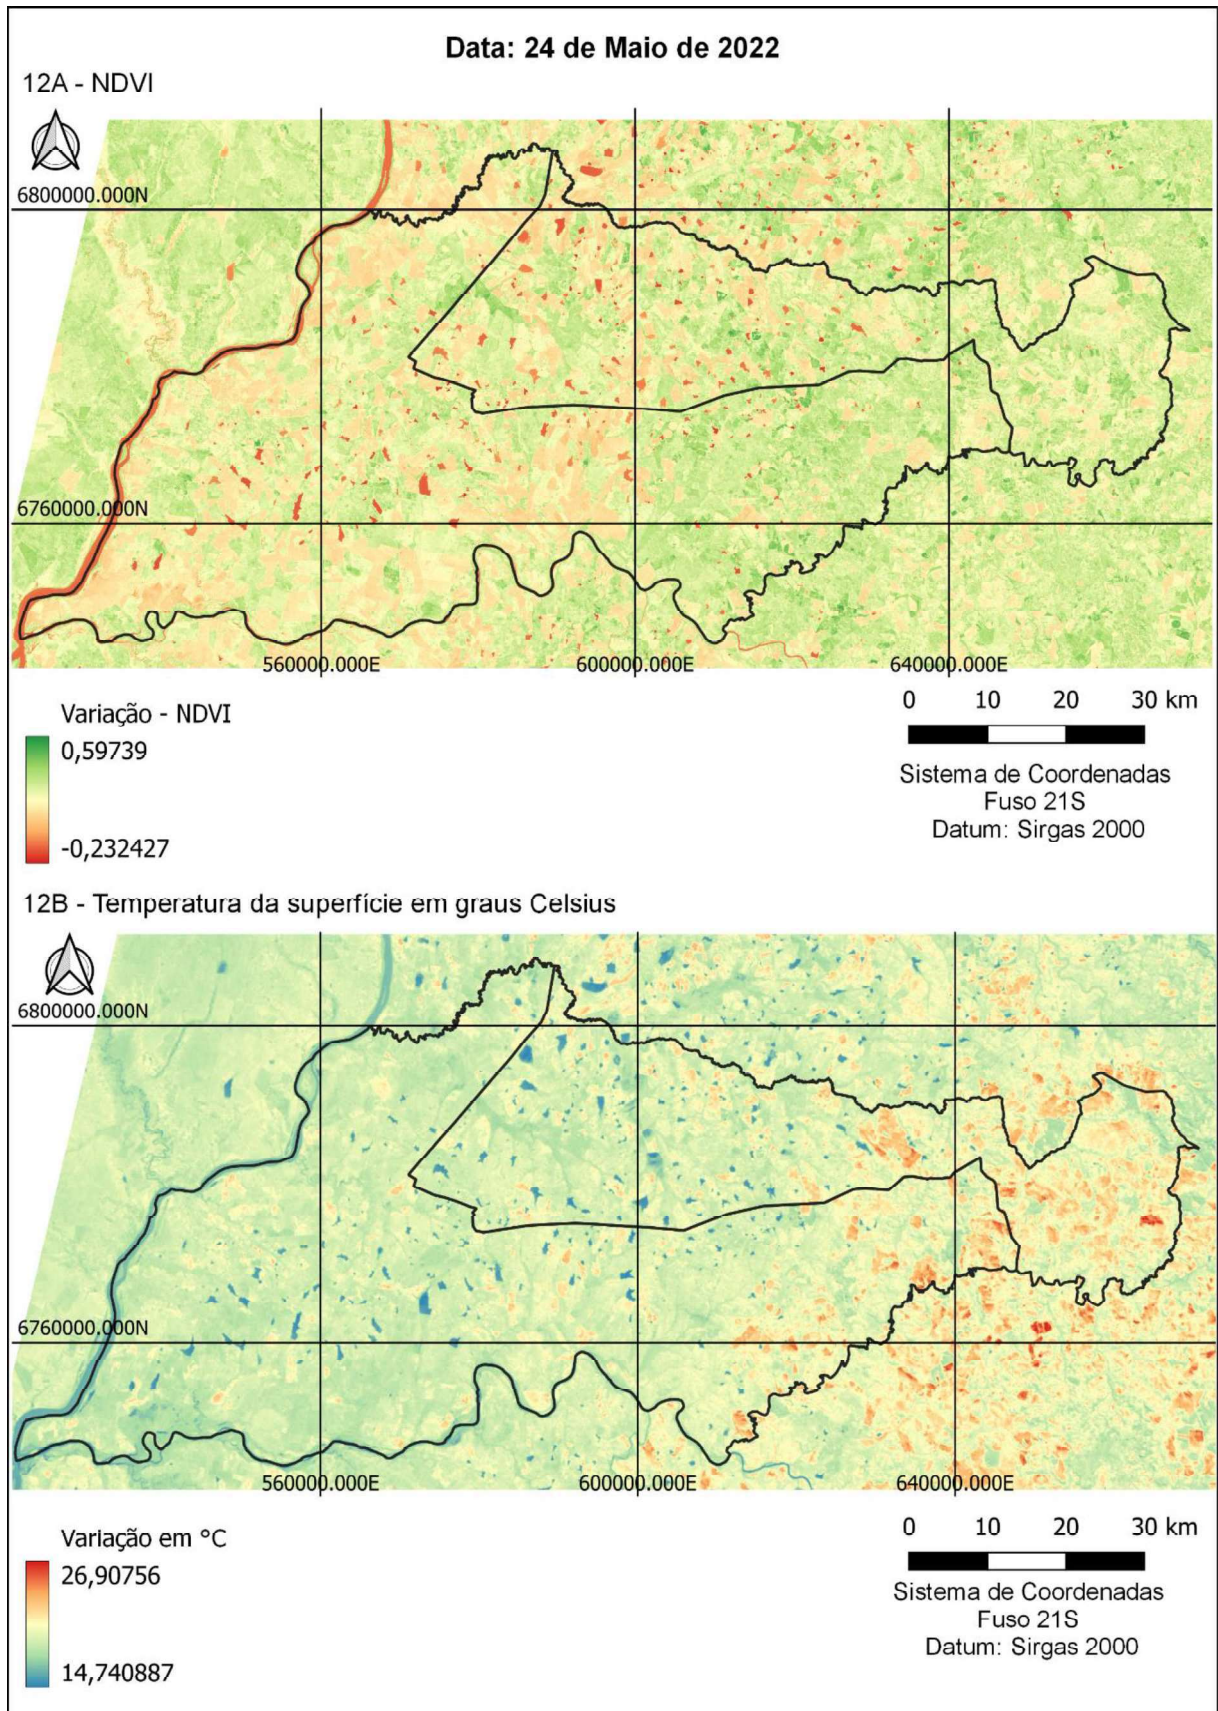 Data: 24 de Maio de 2022
12A - NDVI
6800000.000N
6760000.000N
560000.000E
600000.000E
640000.000E
Variação - NDVI
0,59739
-0,232427
0 10 20 30 km
Sistema de Coordenadas
Fuso 21S
Datum: Sirgas 2000
12B - Temperatura da superfície em graus Celsius
6800000.000N
6760000.000N
560000.000E
600000.000E
640000.000E
Variação em °C
26,90756
14,740887
0 10 20 30 km
Sistema de Coordenadas
Fuso 21S
Datum: Sirgas 2000